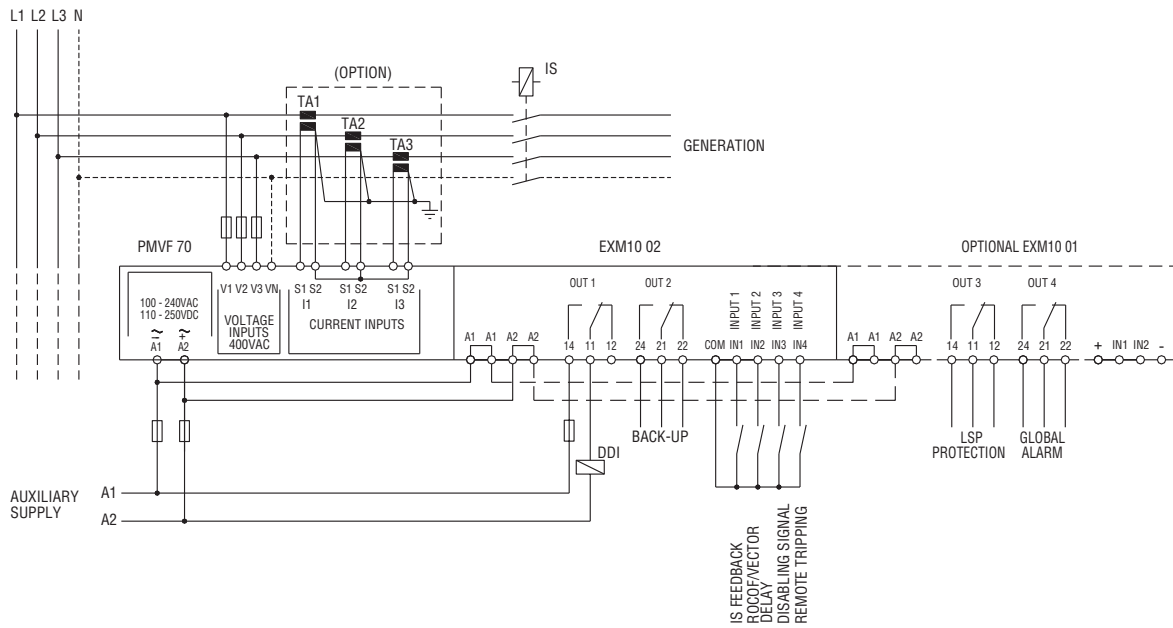 L1 L2 L3 N
(OPTION)
IS
TA1
TA2
TA3
GENERATION
PMVF 70
EXM10 02
OPTIONAL EXM10 01
100 - 240VAC
110 - 250VDC
~ ~
- +
A1 A2
V1 V2 V3 VN
VOLTAGE
INPUTS
400VAC
S1 S2 S1 S2 S1 S2
I1 I2 I3
CURRENT INPUTS
OUT 1
OUT 2
INPUT 1
INPUT 2
INPUT 3
INPUT 4
OUT 3
OUT 4
A1 A1 A2 A2
14 11 12
24 21 22
COM IN1 IN2 IN3 IN4
A1 A1 A2 A2
14 11 12
24 21 22
+ IN1 IN2 -
BACK-UP
LSP
PROTECTION
GLOBAL
ALARM
DDI
AUXILIARY
SUPPLY
A1
A2
IS FEEDBACK
ROCOF/VECTOR
DELAY
DISABLING SIGNAL
REMOTE TRIPPING